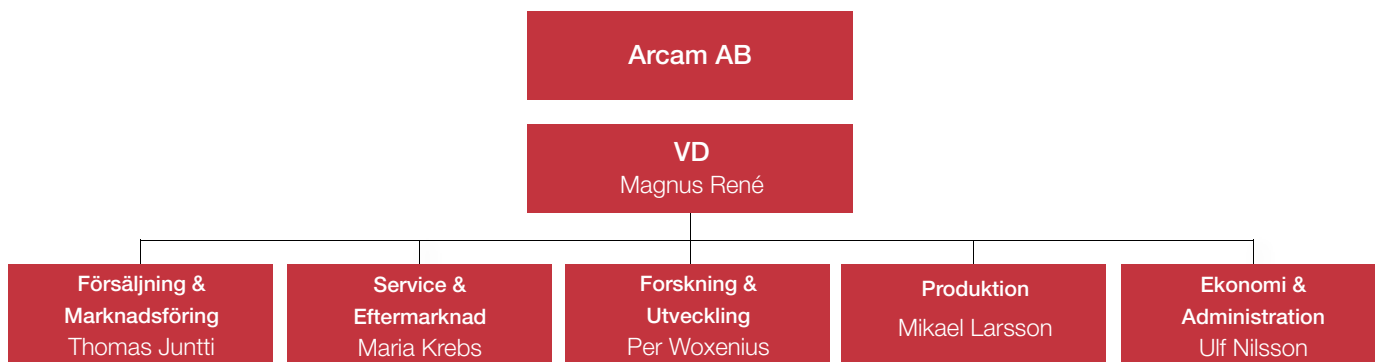 Arcam AB
VD
Magnus René
Försäljning &
Marknadsföring
Thomas Juntti
Service &
Eftermarknad
Maria Krebs
Forskning &
Utveckling
Per Woxenius
Produktion
Mikael Larsson
Ekonomi &
Administration
Ulf Nilsson